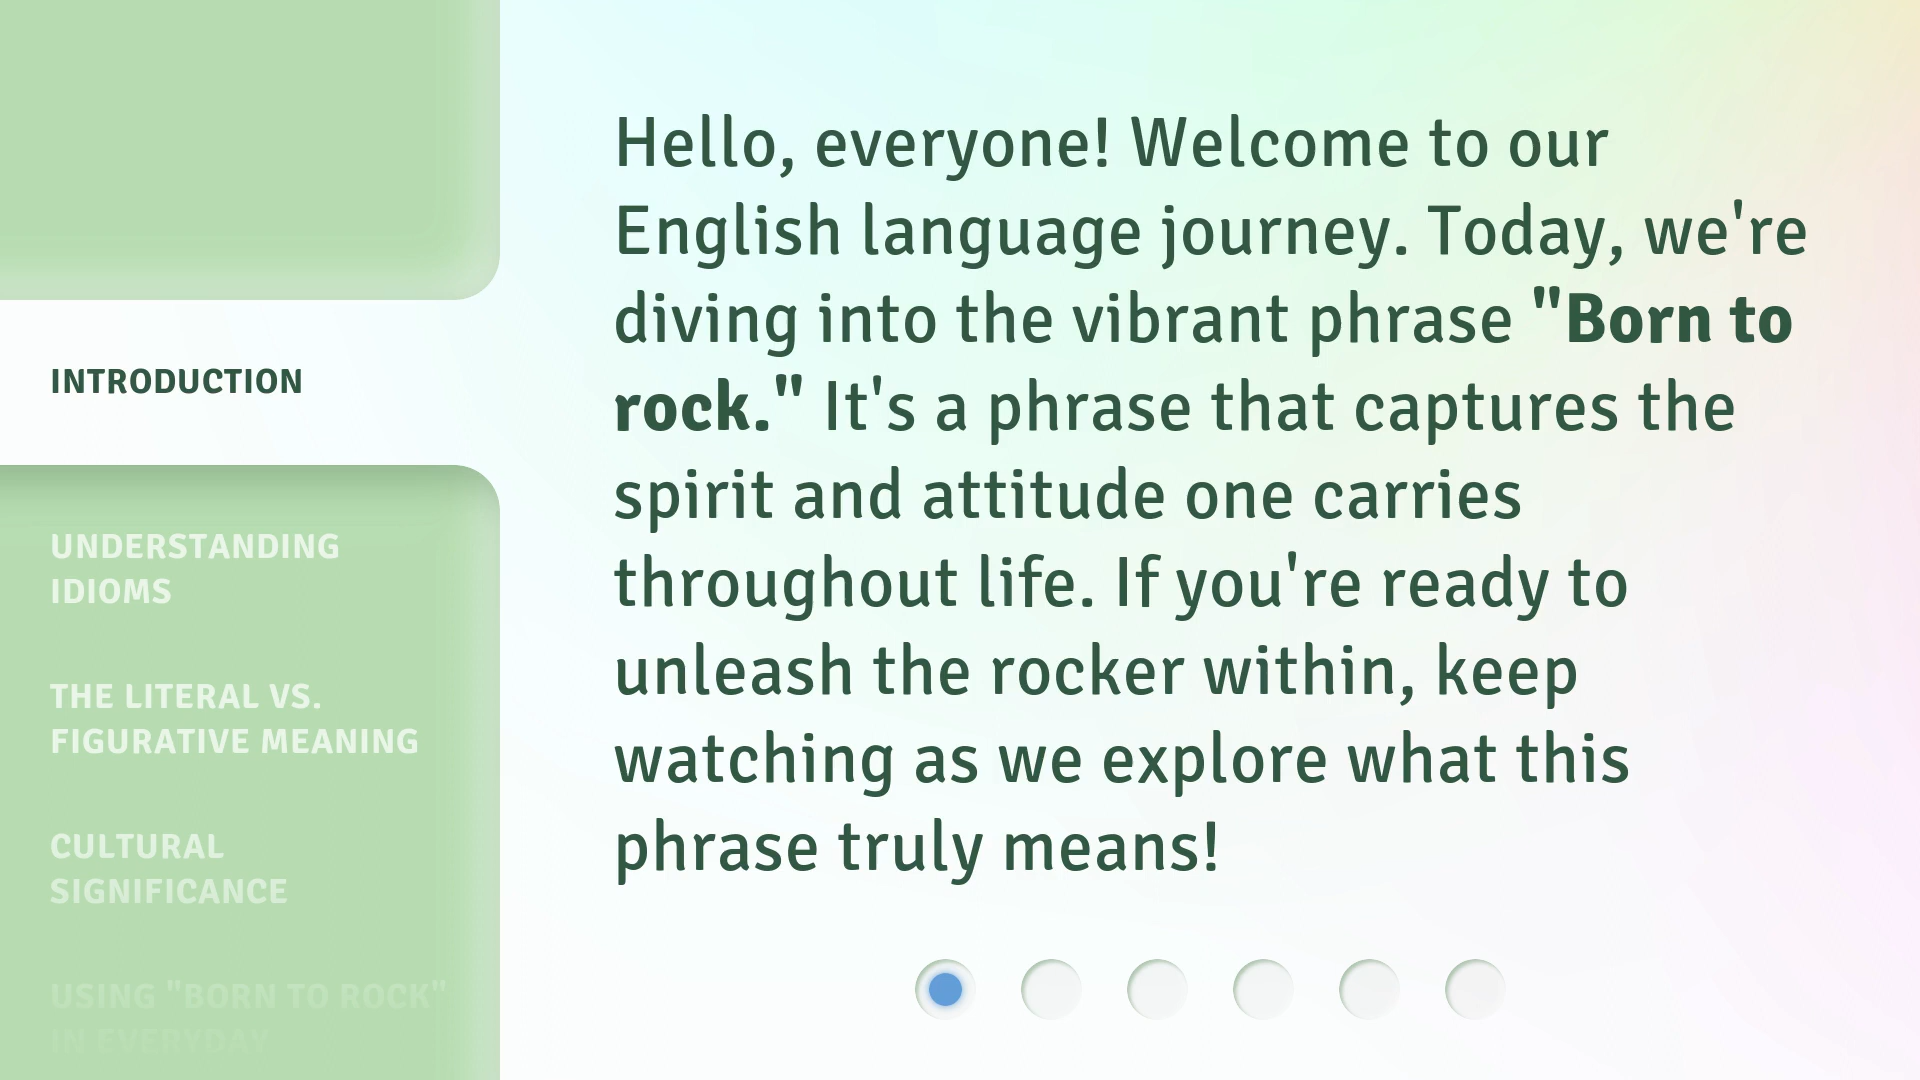 INTRODUCTION
UNDERSTANDING
IDIOMS
THE LITERAL VS.
FIGURATIVE MEANING
CULTURAL
SIGNIFICANCE
USING "BORN TO ROCK"
IN EVERYDAY
Hello, everyone! Welcome to our
English language journey. Today, we're
diving into the vibrant phrase "Born to
rock." It's a phrase that captures the
spirit and attitude one carries
throughout life. If you're ready to
unleash the rocker within, keep
watching as we explore what this
phrase truly means!